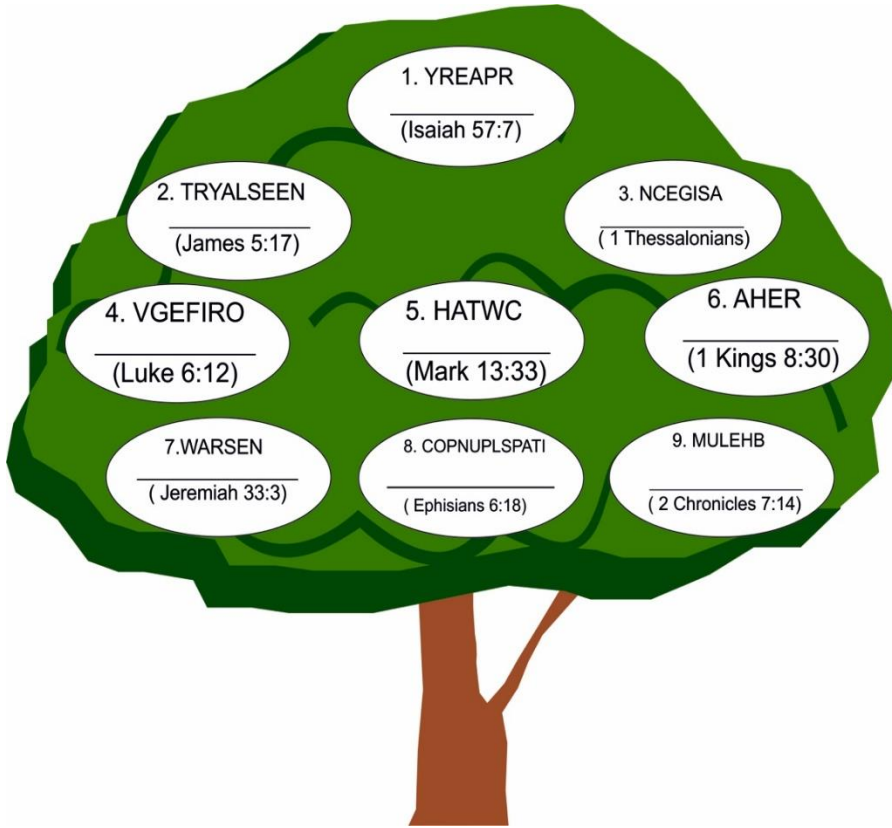 1. YREAPR
(Isaiah 57:7)
2. TRYALSEEN
(James 5:17)
3. NCEGISA
( 1 Thessalonians)
4. VGEFIRO
(Luke 6:12)
5. HATWC
(Mark 13:33)
6. AHER
(1 Kings 8:30)
7.WARSEN
( Jeremiah 33:3)
8. COPNUPLSPATI
( Ephisians 6:18)
9. MULEHB
( 2 Chronicles 7:14)